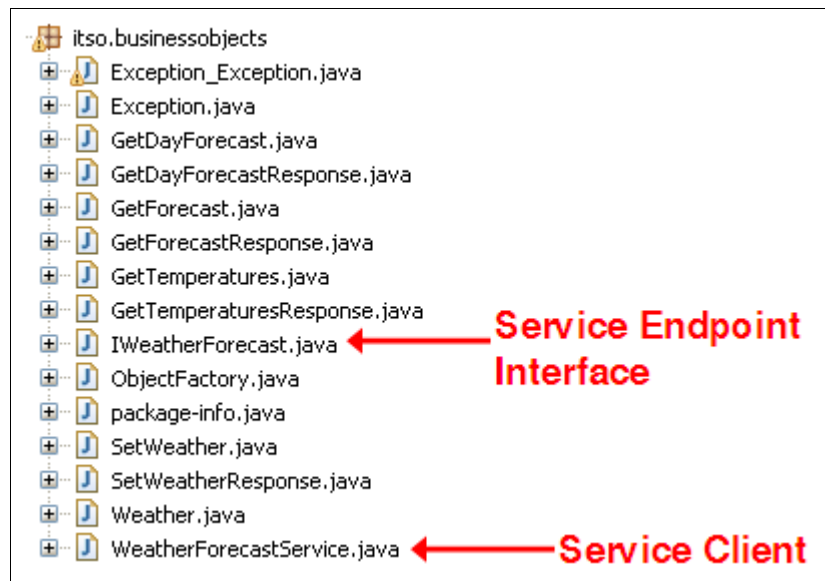 itso.businessobjects
Exception_Exception.java
Exception.java
GetDayForecast.java
GetDayForecastResponse.java
GetForecast.java
GetForecastResponse.java
GetTemperatures.java
GetTemperaturesResponse.java
IWeatherForecast.java
Service Endpoint
Interface
ObjectFactory.java
package-info.java
SetWeather.java
SetWeatherResponse.java
Weather.java
WeatherForecastService.java
Service Client